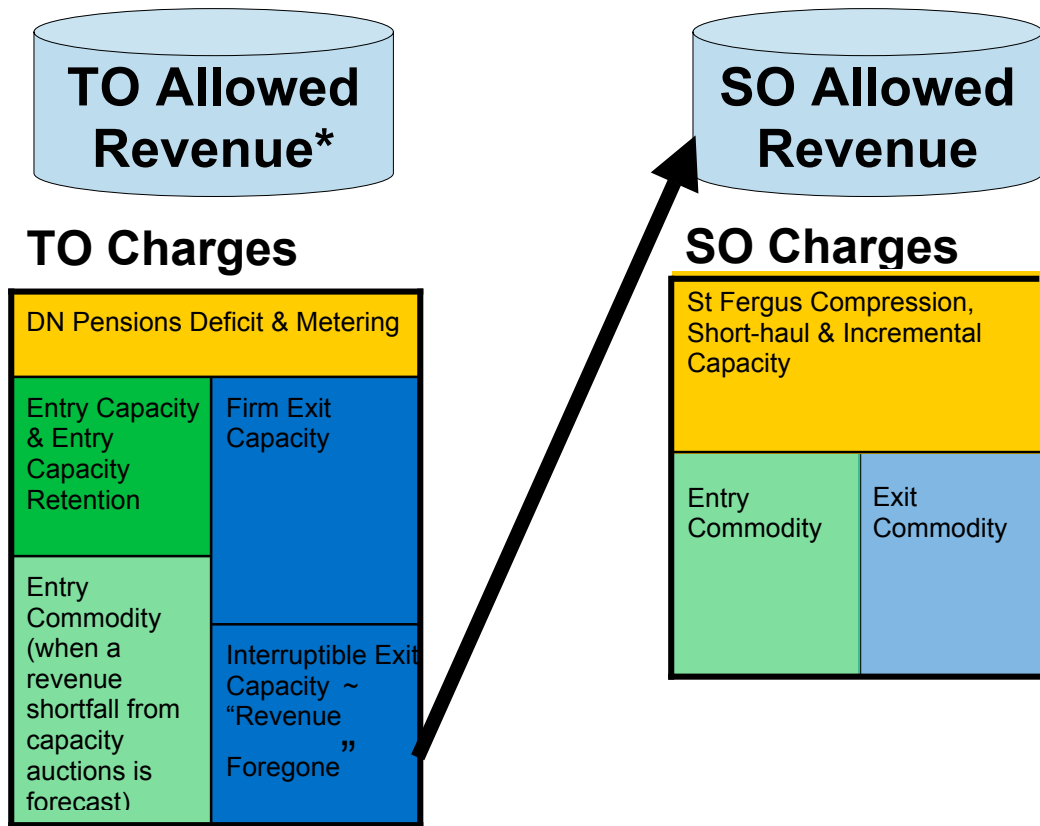 TO Allowed
Revenue*
SO Allowed
Revenue
TO Charges
DN Pensions Deficit & Metering
Entry Capacity
& Entry
Capacity
Retention
Firm Exit
Capacity
Entry
Commodity
(when a
revenue
shortfall from
capacity
auctions is
forecast)
Interruptible Exit
Capacity ~
“Revenue
Foregone”
SO Charges
St Fergus Compression,
Short-haul & Incremental
Capacity
Entry
Commodity
Exit
Commodity